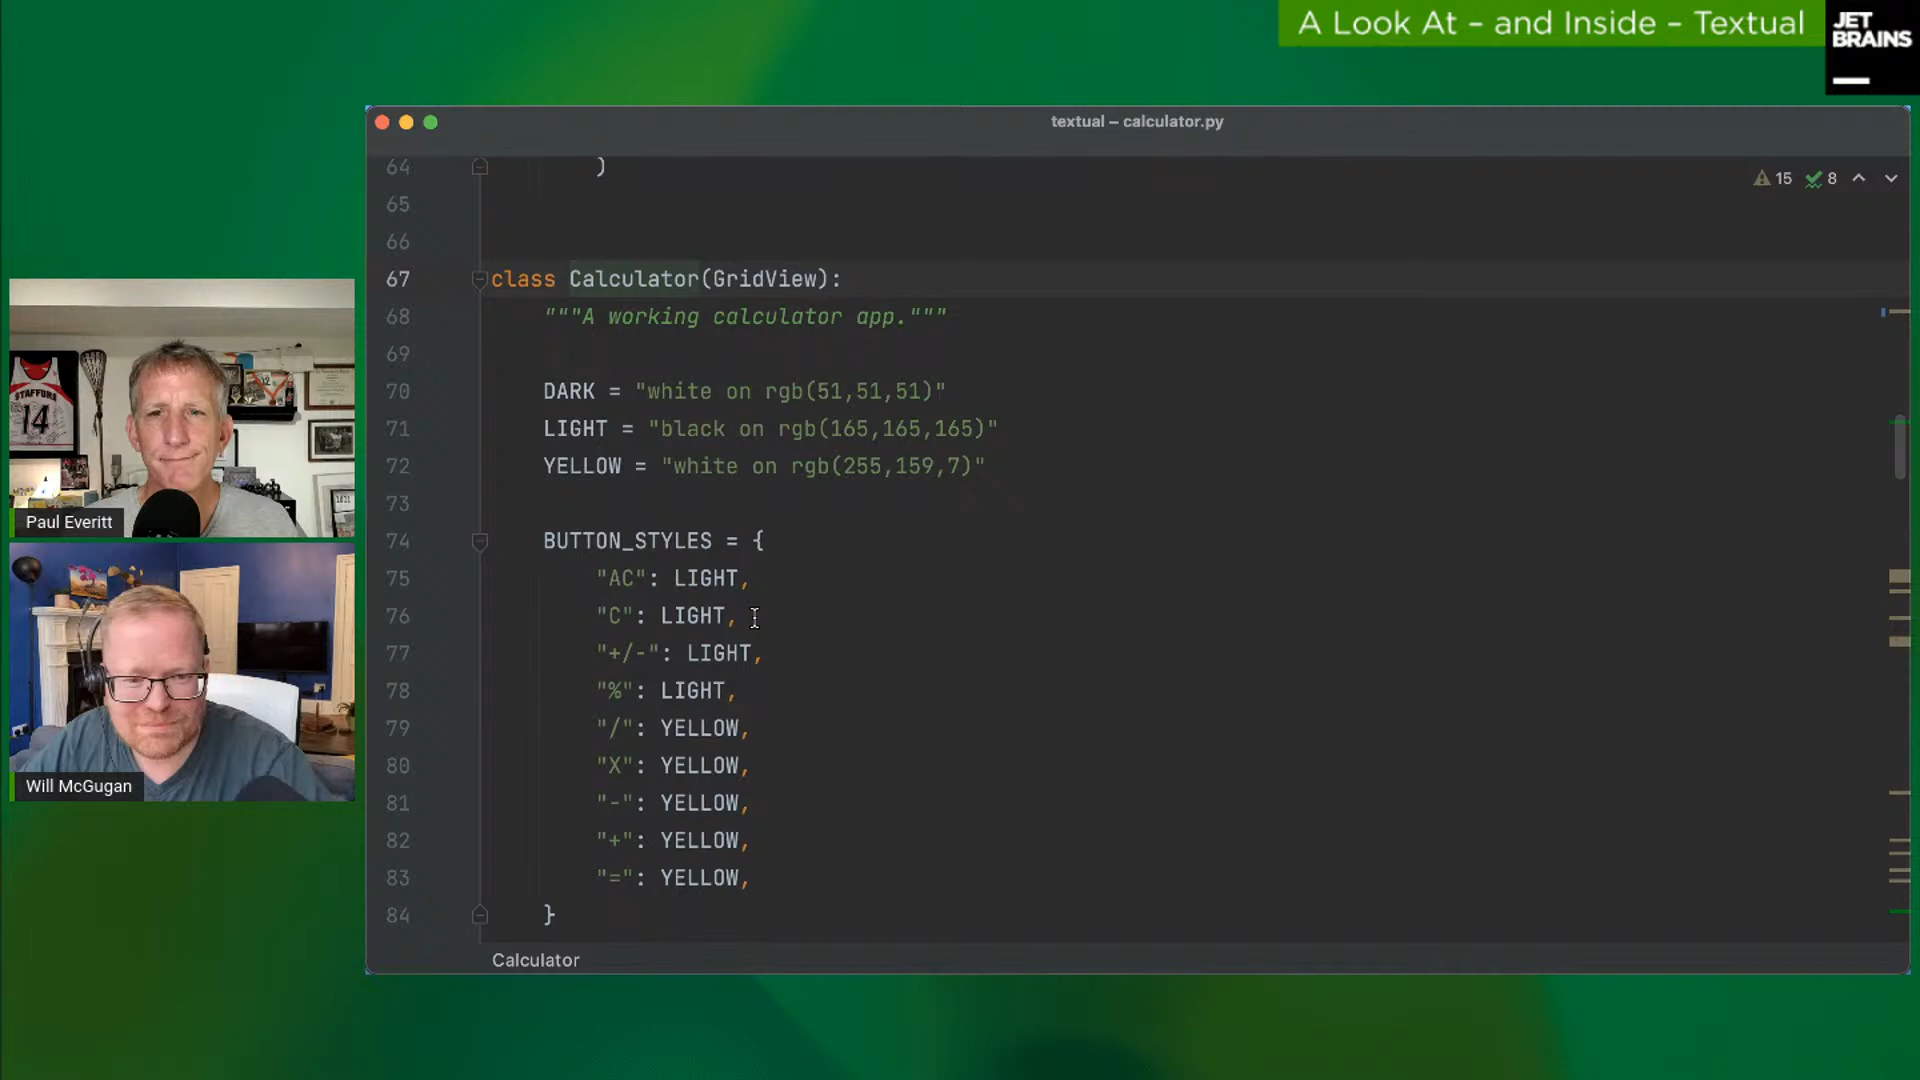 A Look At – and Inside – Textual
JET
BRAINS
textual – calculator.py
15 8
64 )
65
66
67 class Calculator(GridView):
68 """A working calculator app."""
69
70 DARK = "white on rgb(51,51,51)"
71 LIGHT = "black on rgb(165,165,165)"
72 YELLOW = "white on rgb(255,159,7)"
73
74 BUTTON_STYLES = {
75 "AC": LIGHT,
76 "C": LIGHT,
77 "+/-": LIGHT,
78 "%": LIGHT,
79 "/": YELLOW,
80 "X": YELLOW,
81 "-": YELLOW,
82 "+": YELLOW,
83 "=": YELLOW,
84 }
Calculator
STAFFORD
14
Paul Everitt
Will McGugan